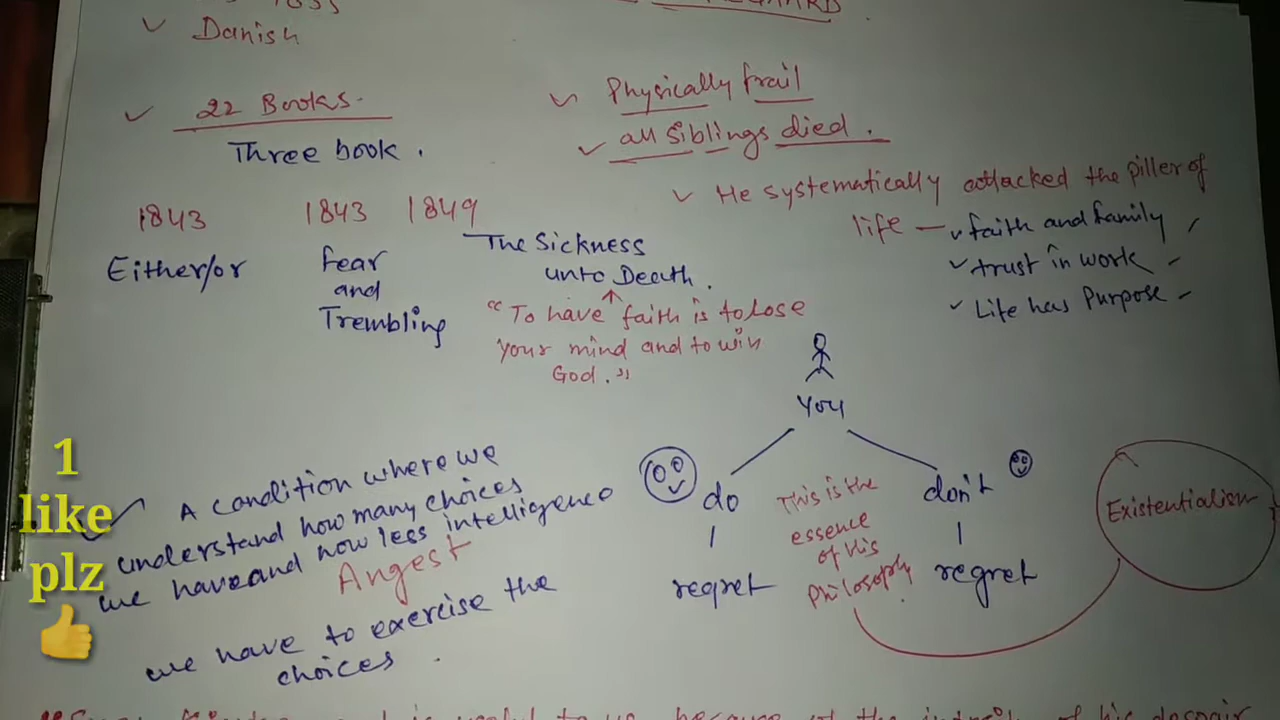 Danish
22 Books.
Three book.
Physically frail
all siblings died.
He systematically attacked the piller of
life - faith and family
trust in work
Life has Purpose
1843
Either/or
1843
Fear
and
Trembling
1849
The Sickness
unto Death.
"To have faith is to lose
your mind and to win
God."
You
do
regret
don't
regret
This is the
essence
of his
Philosophy
Existentialism
A condition where we
understand how many choices
we have and how less intelligence
Angest
we have to exercise the
choices.
1
like
plz